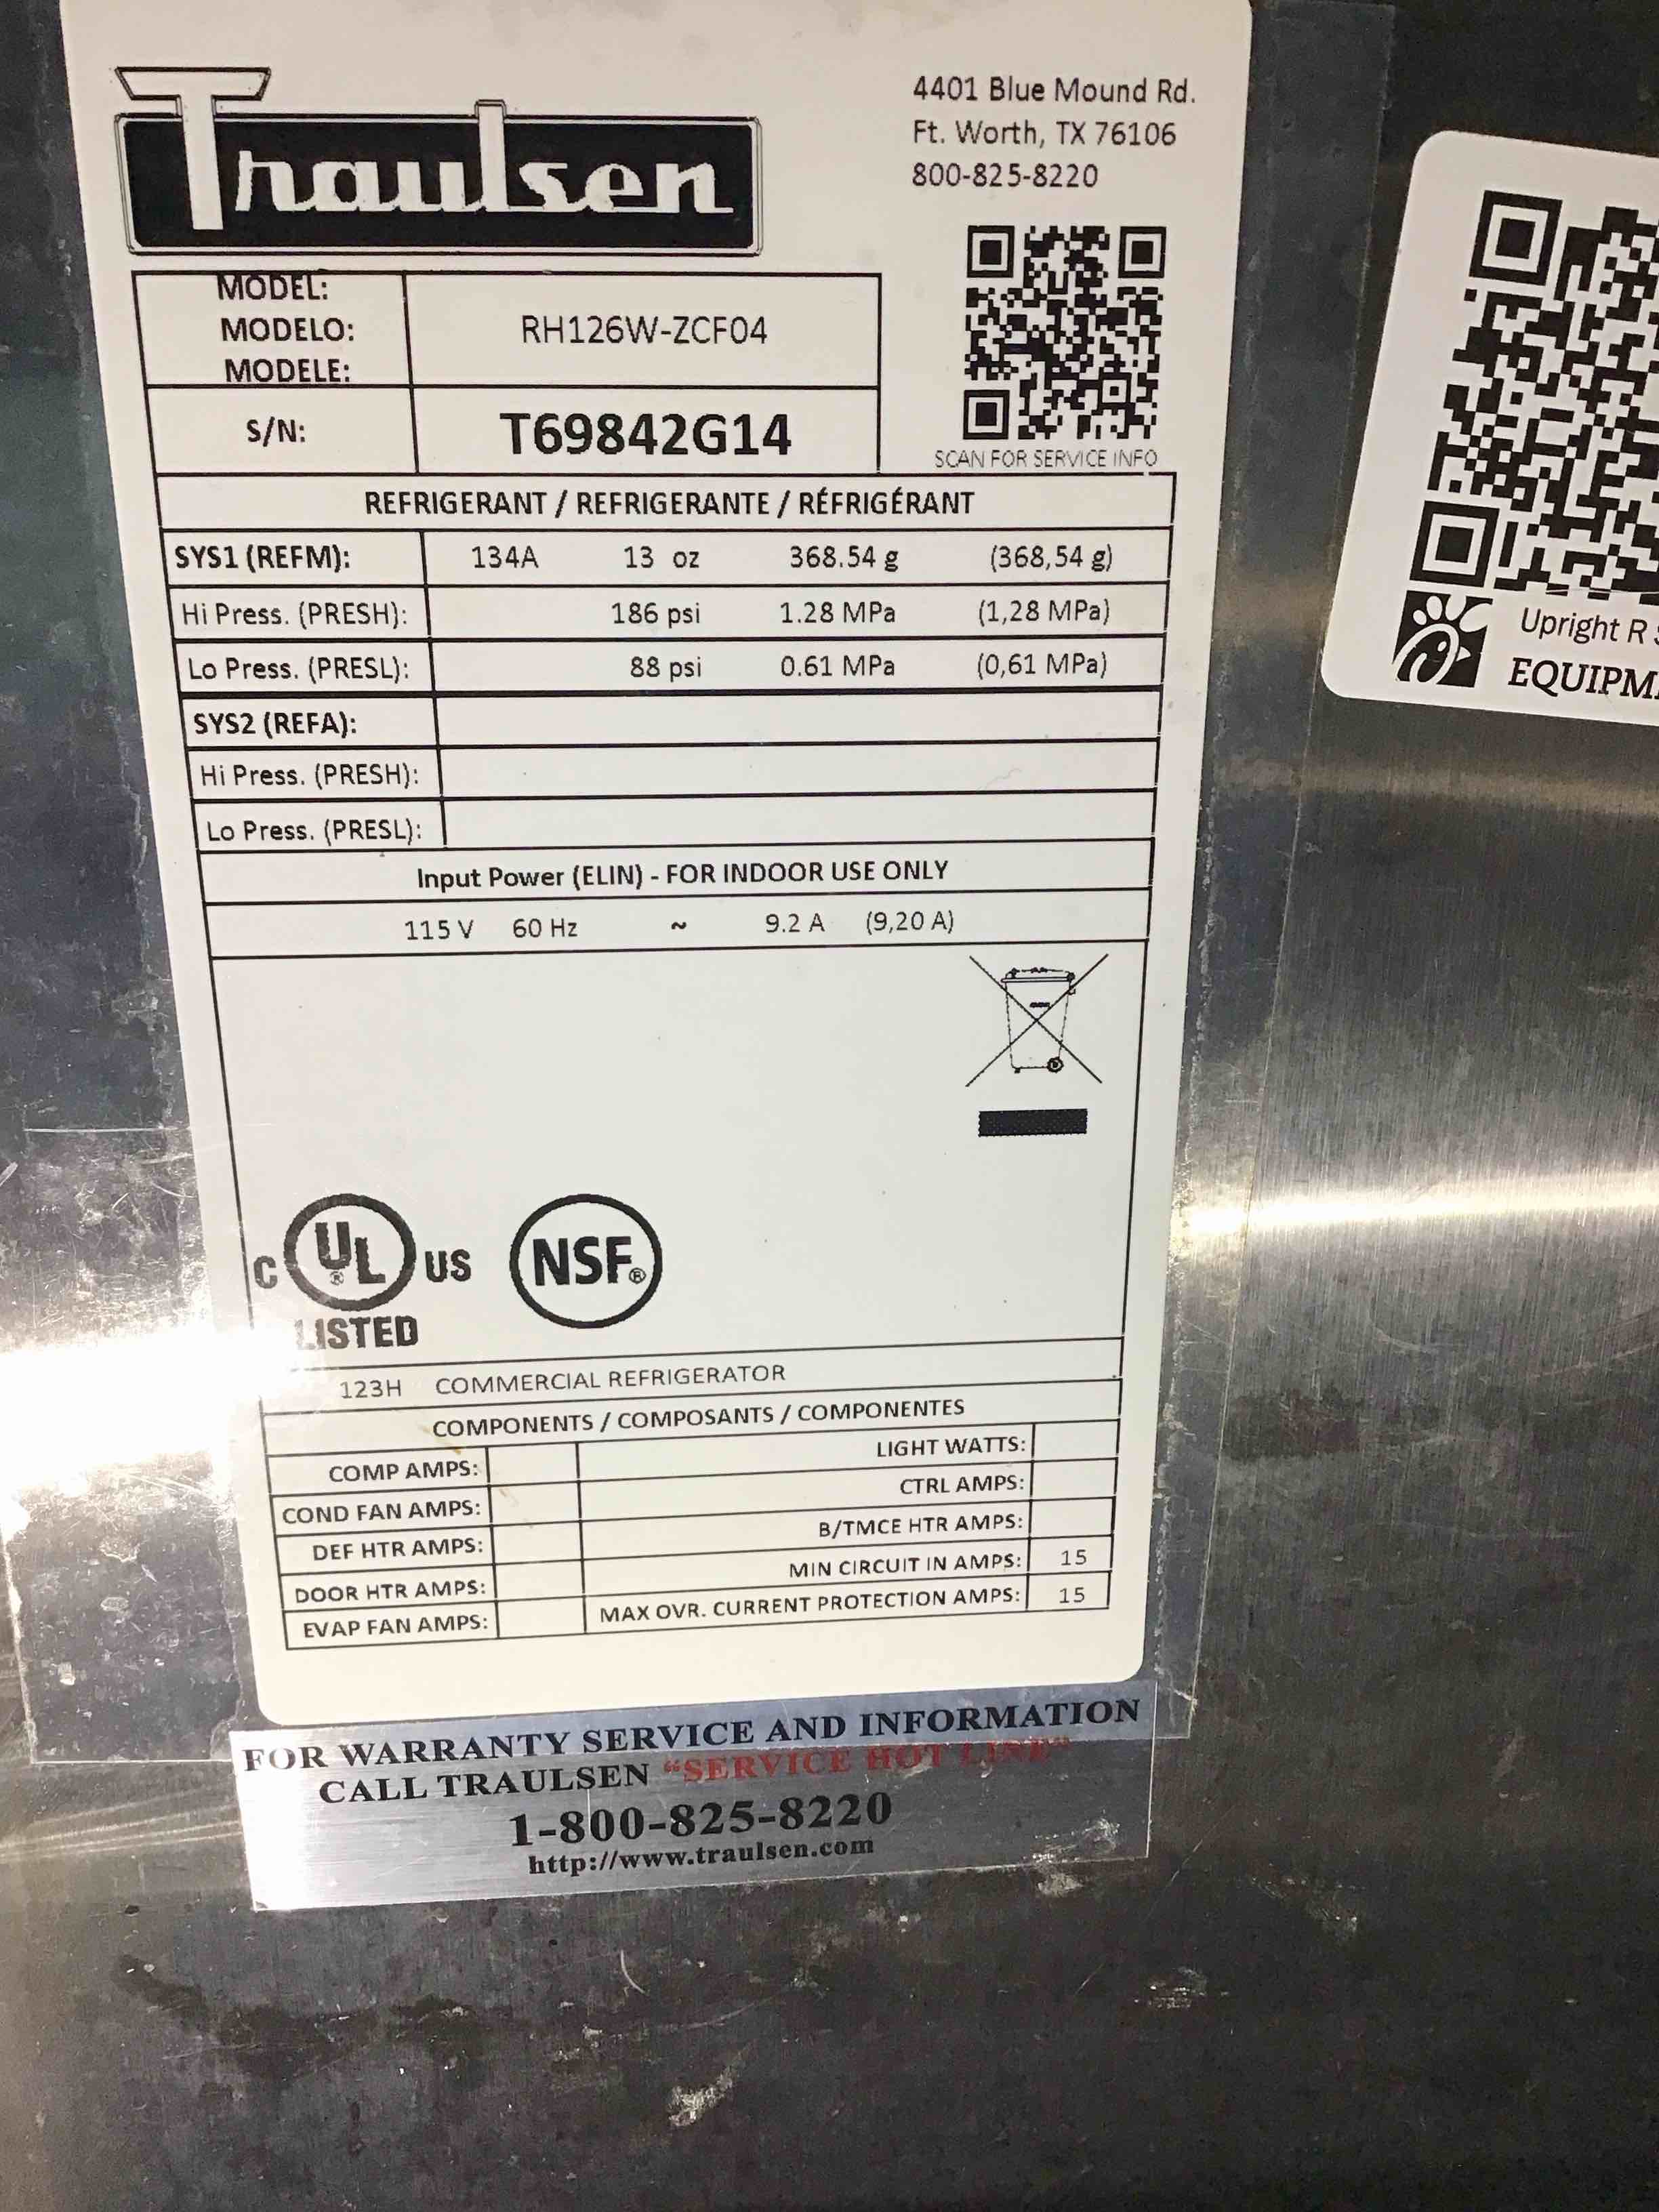 Traulsen
4401 Blue Mound Rd.
Ft. Worth, TX 76106
800-825-8220
MODEL:
MODELO:
MODELE:
RH126W-ZCF04
S/N:
T69842G14
SCAN FOR SERVICE INFO
REFRIGERANT / REFRIGERANTE / RÉFRIGÉRANT
SYS1 (REFM): 134A 13 oz 368.54 g (368,54 g)
Hi Press. (PRESH): 186 psi 1.28 MPa (1,28 MPa)
Lo Press. (PRESL): 88 psi 0.61 MPa (0,61 MPa)
SYS2 (REFA):
Hi Press. (PRESH):
Lo Press. (PRESL):
Input Power (ELIN) - FOR INDOOR USE ONLY
115 V 60 Hz ~ 9.2 A (9,20 A)
C UL® US NSF®
LISTED
123H COMMERCIAL REFRIGERATOR
COMPONENTS / COMPOSANTS / COMPONENTES
COMP AMPS:
COND FAN AMPS:
DEF HTR AMPS:
DOOR HTR AMPS:
EVAP FAN AMPS:
LIGHT WATTS:
CTRL AMPS:
B/TMCE HTR AMPS:
MIN CIRCUIT IN AMPS: 15
MAX OVR. CURRENT PROTECTION AMPS: 15
FOR WARRANTY SERVICE AND INFORMATION
CALL TRAULSEN "SERVICE HOT LINE"
1-800-825-8220
http://www.traulsen.com
Upright R
EQUIPM